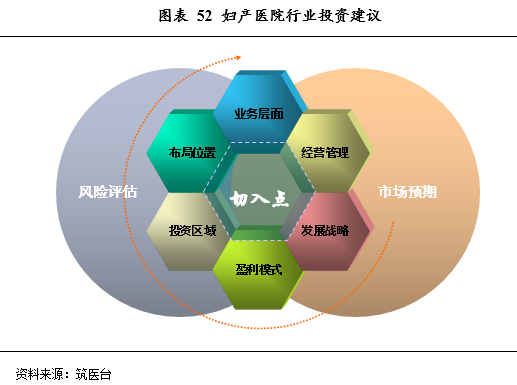 图表 52 妇产医院行业投资建议
业务层面
布局位置
经营管理
风险评估
切入点
市场预期
投资区域
发展战略
盈利模式
资料来源：筑医台